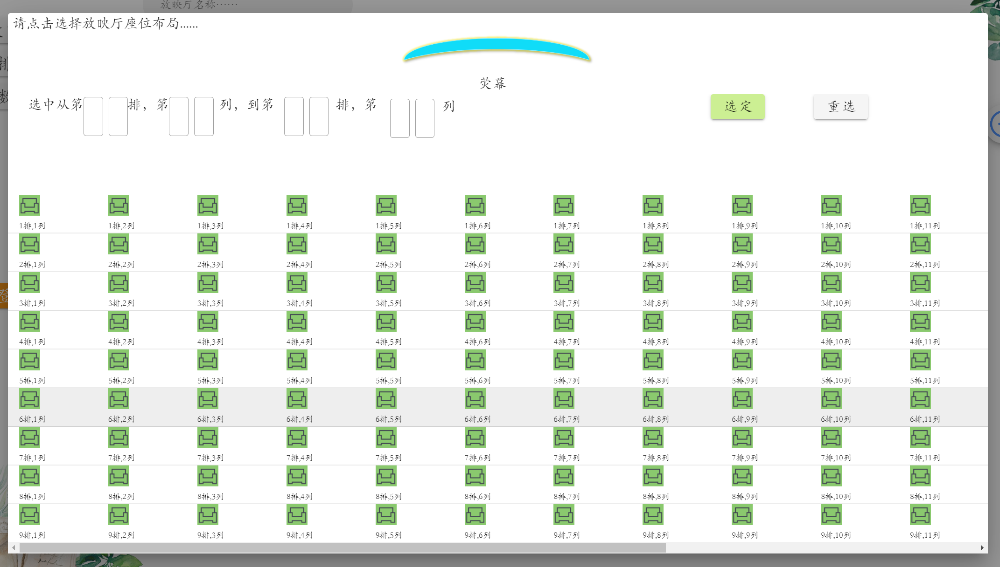 放映厅名称……
请点击选择放映厅座位布局......
荧幕
选中从第 排，第 列，到第 排，第 列
选定 重选
排
数
登
1排,1列 1排,2列 1排,3列 1排,4列 1排,5列 1排,6列 1排,7列 1排,8列 1排,9列 1排,10列 1排,11列
2排,1列 2排,2列 2排,3列 2排,4列 2排,5列 2排,6列 2排,7列 2排,8列 2排,9列 2排,10列 2排,11列
3排,1列 3排,2列 3排,3列 3排,4列 3排,5列 3排,6列 3排,7列 3排,8列 3排,9列 3排,10列 3排,11列
4排,1列 4排,2列 4排,3列 4排,4列 4排,5列 4排,6列 4排,7列 4排,8列 4排,9列 4排,10列 4排,11列
5排,1列 5排,2列 5排,3列 5排,4列 5排,5列 5排,6列 5排,7列 5排,8列 5排,9列 5排,10列 5排,11列
6排,1列 6排,2列 6排,3列 6排,4列 6排,5列 6排,6列 6排,7列 6排,8列 6排,9列 6排,10列 6排,11列
7排,1列 7排,2列 7排,3列 7排,4列 7排,5列 7排,6列 7排,7列 7排,8列 7排,9列 7排,10列 7排,11列
8排,1列 8排,2列 8排,3列 8排,4列 8排,5列 8排,6列 8排,7列 8排,8列 8排,9列 8排,10列 8排,11列
9排,1列 9排,2列 9排,3列 9排,4列 9排,5列 9排,6列 9排,7列 9排,8列 9排,9列 9排,10列 9排,11列